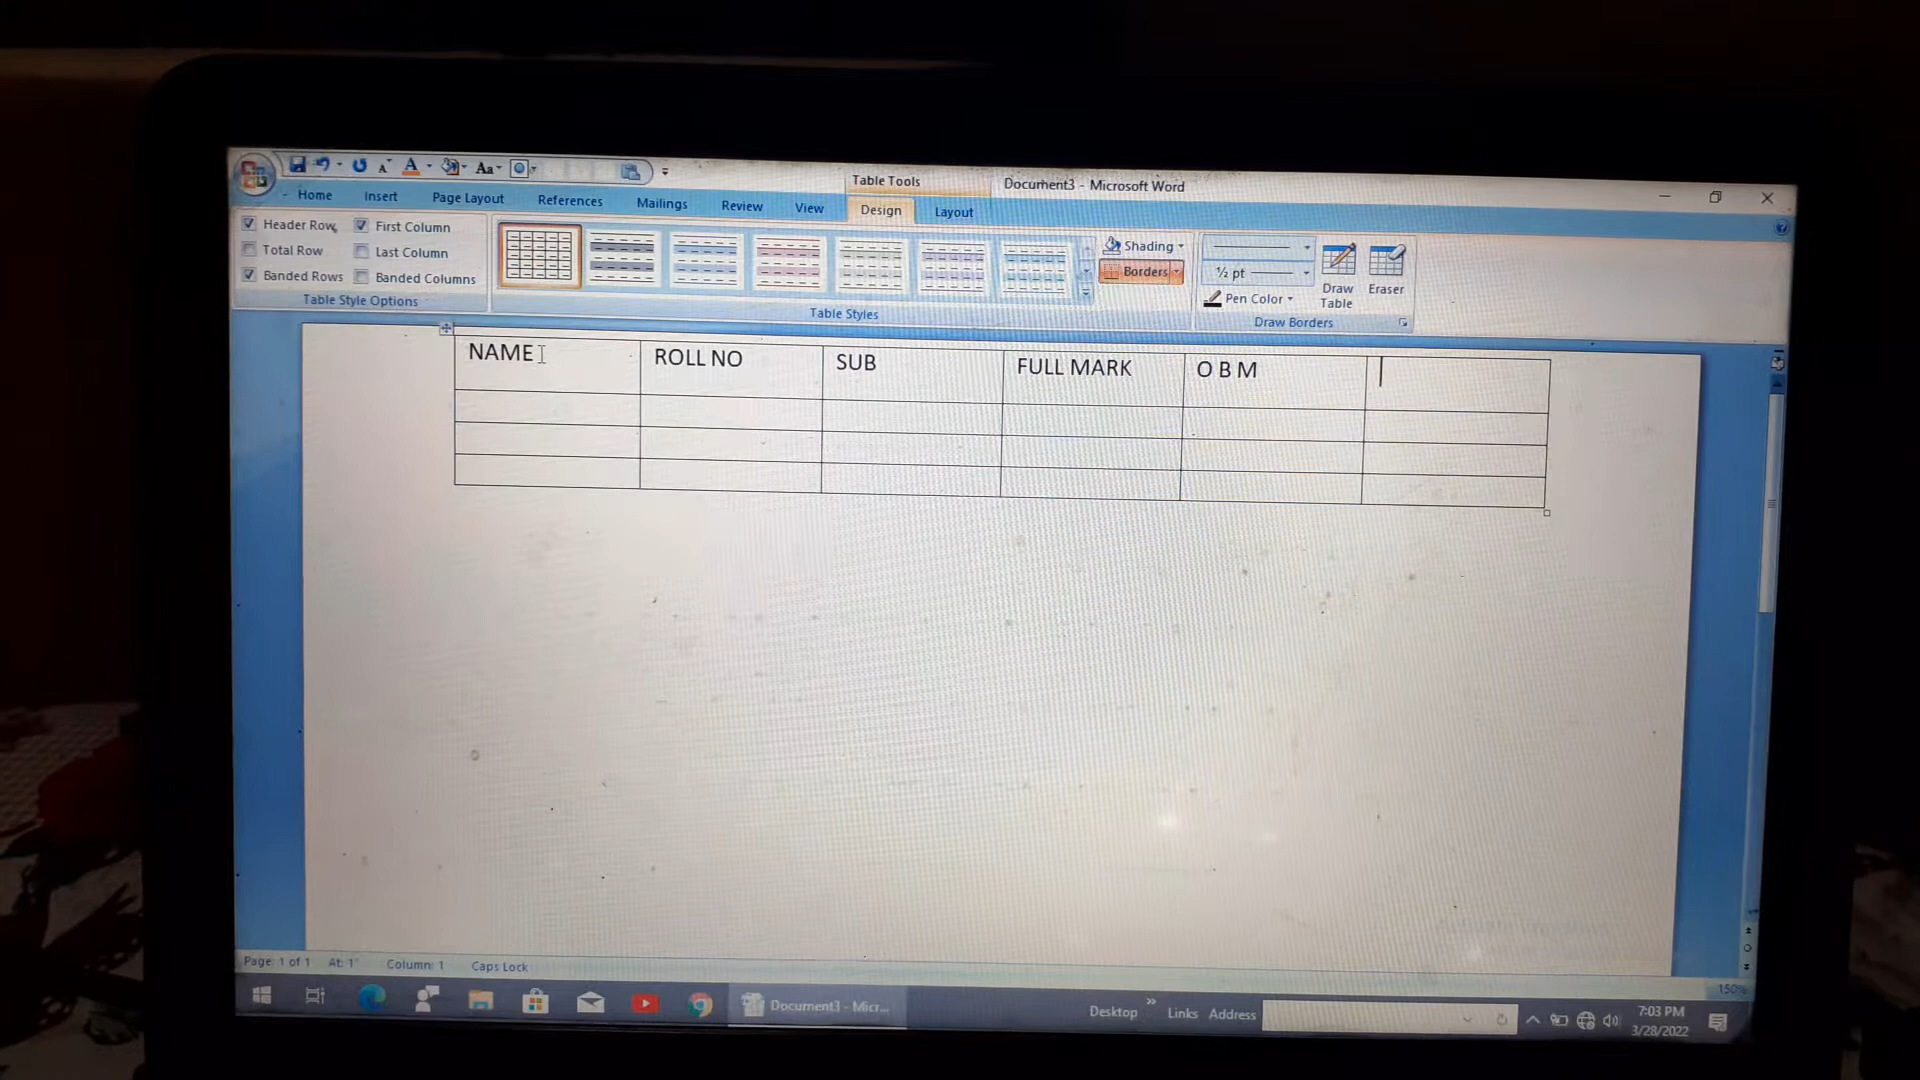 Table Tools
Document3 - Microsoft Word
Home
Insert
Page Layout
References
Mailings
Review
View
Design
Layout
Header Row
First Column
Total Row
Last Column
Banded Rows
Banded Columns
Table Style Options
Table Styles
Shading
Borders
½ pt
Pen Color
Draw Table
Eraser
Draw Borders
NAME
ROLL NO
SUB
FULL MARK
O B M
Page: 1 of 1
At: 1"
Column: 1
Caps Lock
150%
Document3 - Micr...
Desktop
Links
Address
7:03 PM
3/28/2022